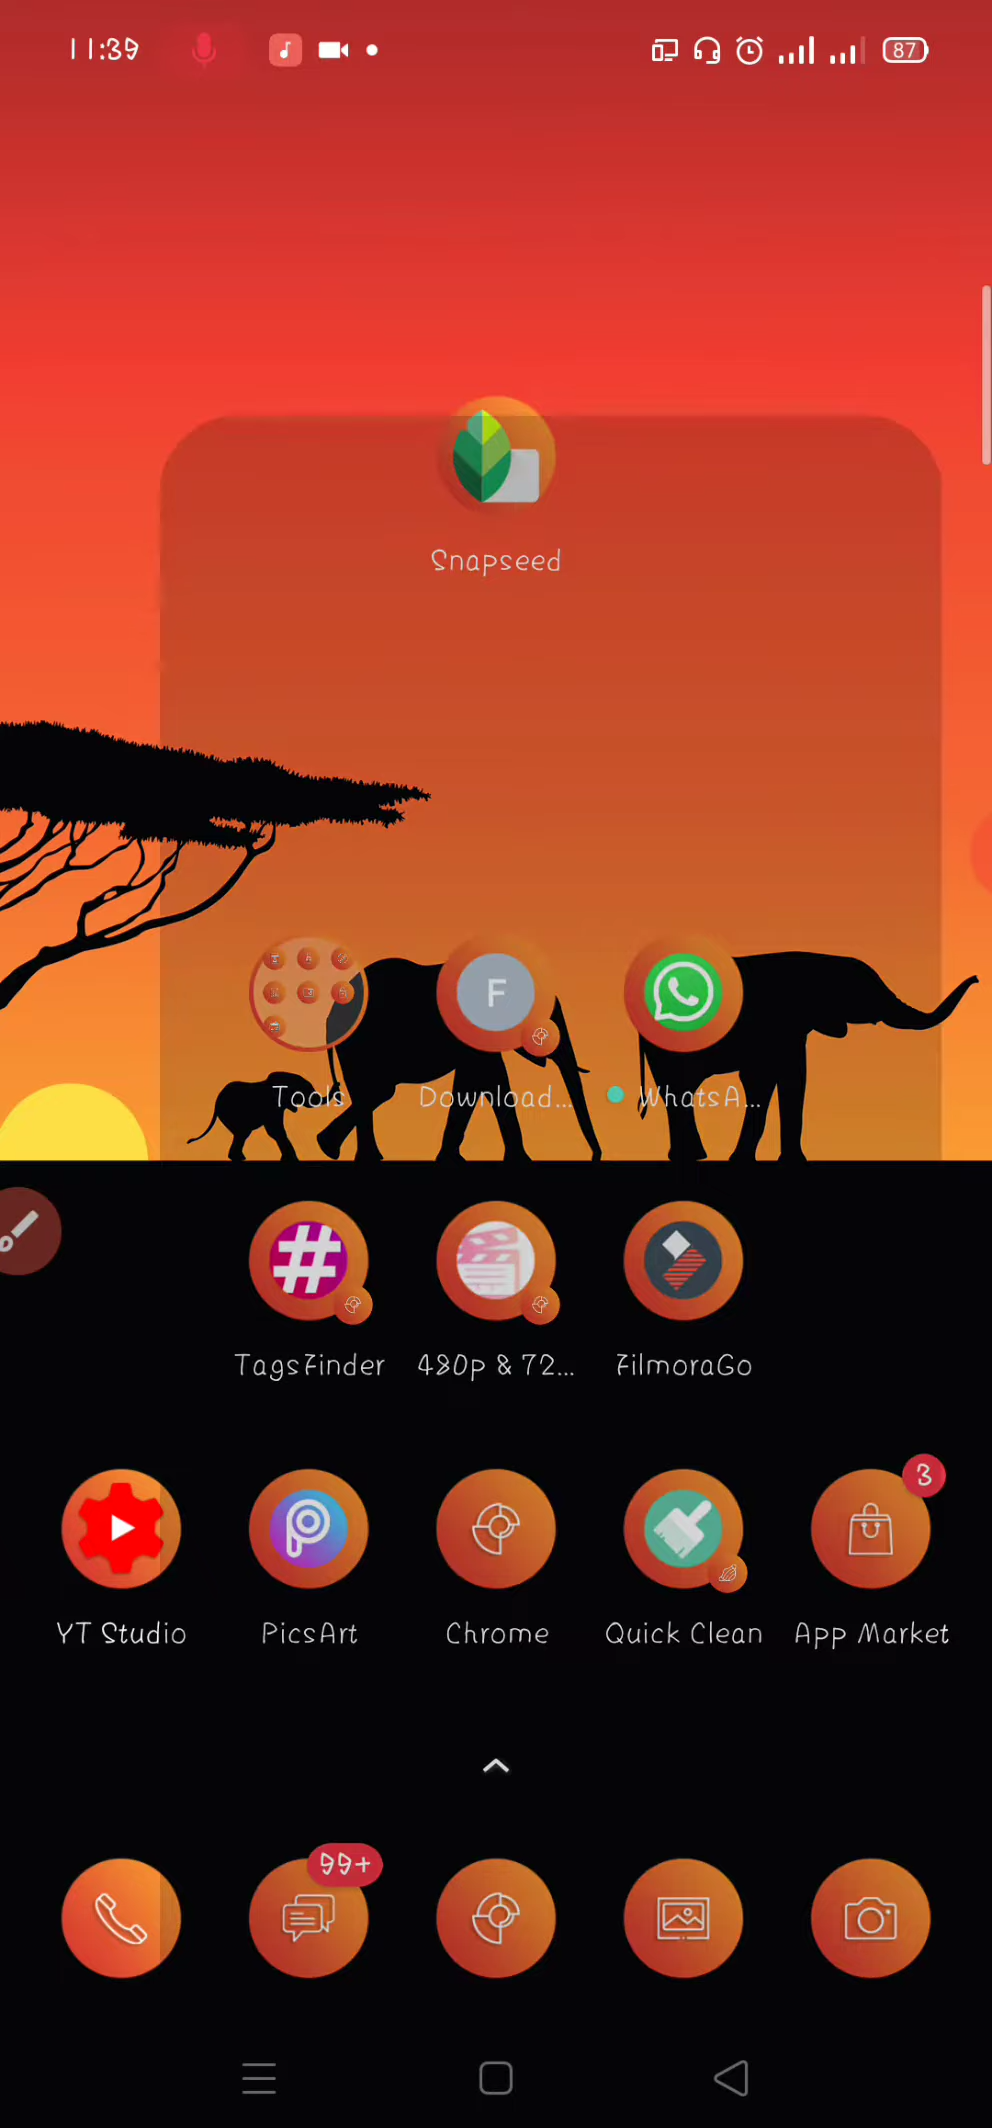 11:39 87
Snapseed
F
Tools Download... WhatsA...
#
TagsFinder 480p & 72... FilmoraGo
3
YT Studio PicsArt Chrome Quick Clean App Market
99+